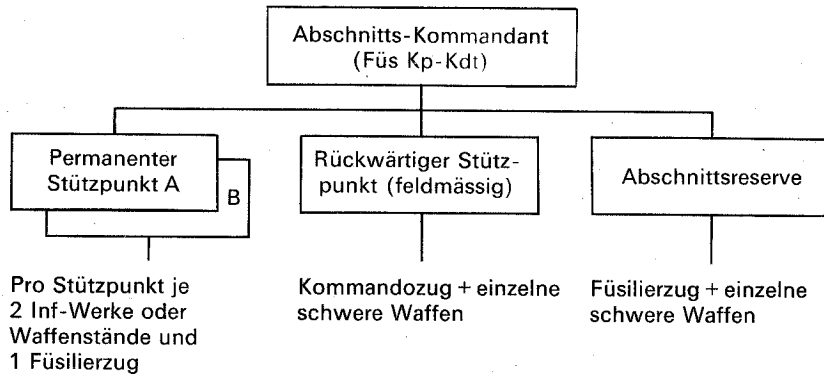 Abschnitts-Kommandant
(Füs Kp-Kdt)
Permanenter
Stützpunkt A
B
Rückwärtiger Stütz-
punkt (feldmässig)
Abschnittsreserve
Pro Stützpunkt je
2 Inf-Werke oder
Waffenstände und
1 Füsilierzug
Kommandozug + einzelne
schwere Waffen
Füsilierzug + einzelne
schwere Waffen